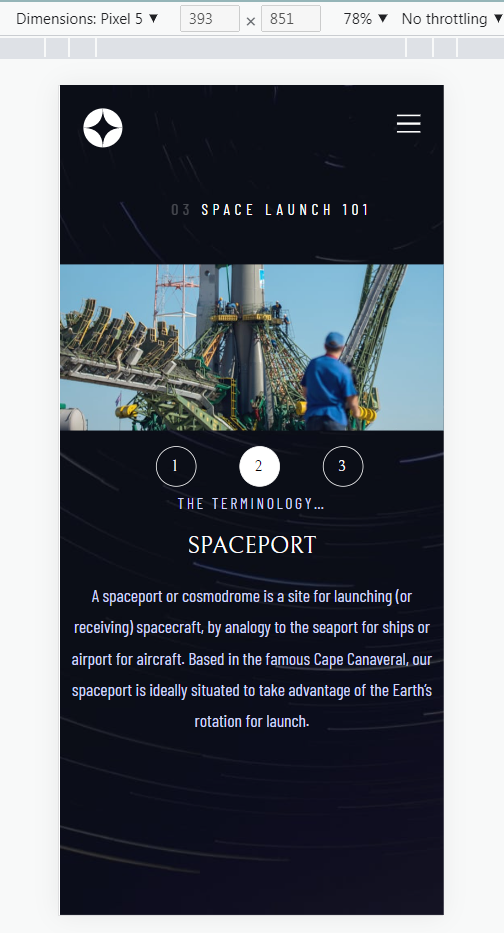 Dimensions: Pixel 5 ▼ 393 × 851 78% ▼ No throttling ▼
03 SPACE LAUNCH 101
1 2 3
THE TERMINOLOGY…
SPACEPORT
A spaceport or cosmodrome is a site for launching (or
receiving) spacecraft, by analogy to the seaport for ships or
airport for aircraft. Based in the famous Cape Canaveral, our
spaceport is ideally situated to take advantage of the Earth’s
rotation for launch.